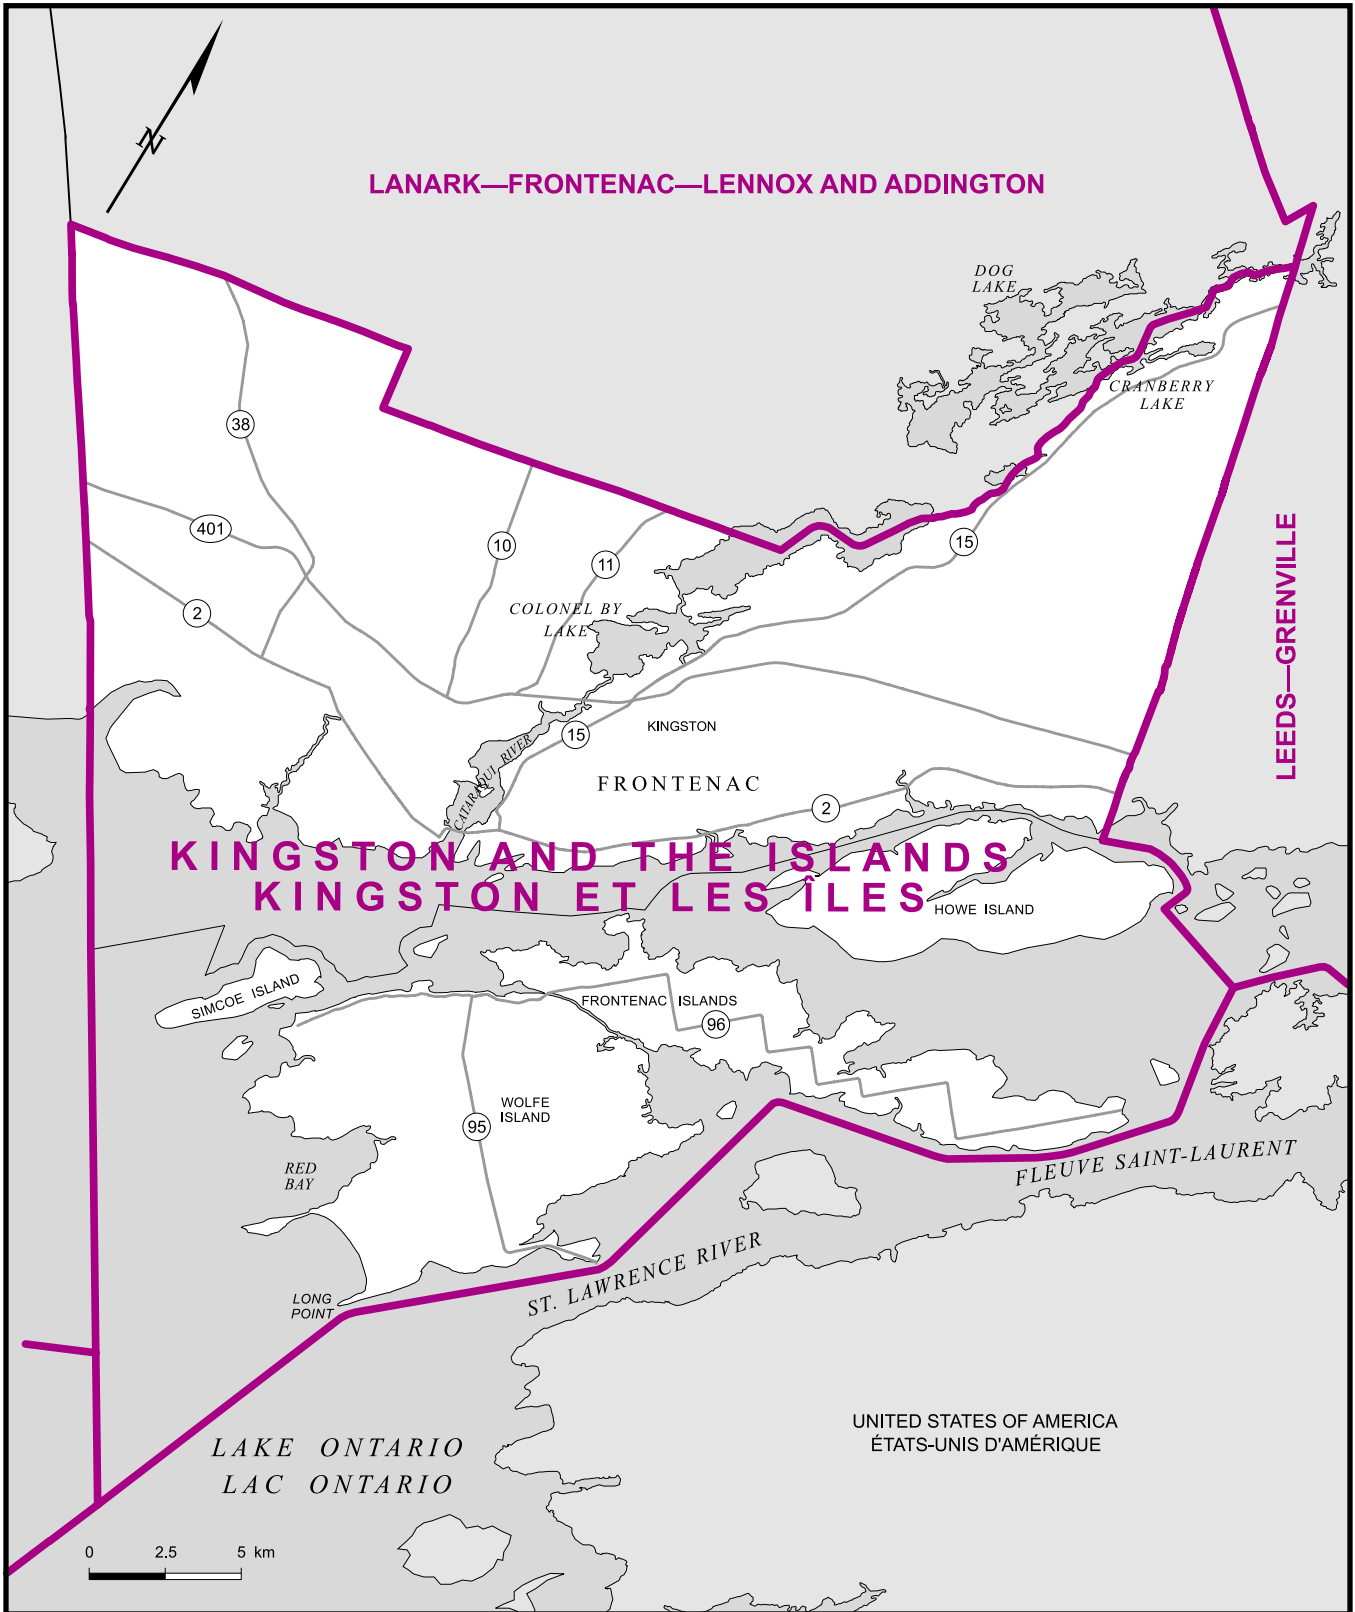 N
LANARK—FRONTENAC—LENNOX AND ADDINGTON
DOG
LAKE
CRANBERRY
LAKE
38
401
10
11
15
2
COLONEL BY
LAKE
LEEDS—GRENVILLE
15
KINGSTON
CATARAQUI RIVER
FRONTENAC
2
KINGSTON AND THE ISLANDS
KINGSTON ET LES ÎLES
HOWE ISLAND
SIMCOE ISLAND
FRONTENAC ISLANDS
96
WOLFE
ISLAND
95
RED
BAY
FLEUVE SAINT-LAURENT
ST. LAWRENCE RIVER
LONG
POINT
UNITED STATES OF AMERICA
ÉTATS-UNIS D'AMÉRIQUE
LAKE ONTARIO
LAC ONTARIO
0 2.5 5 km